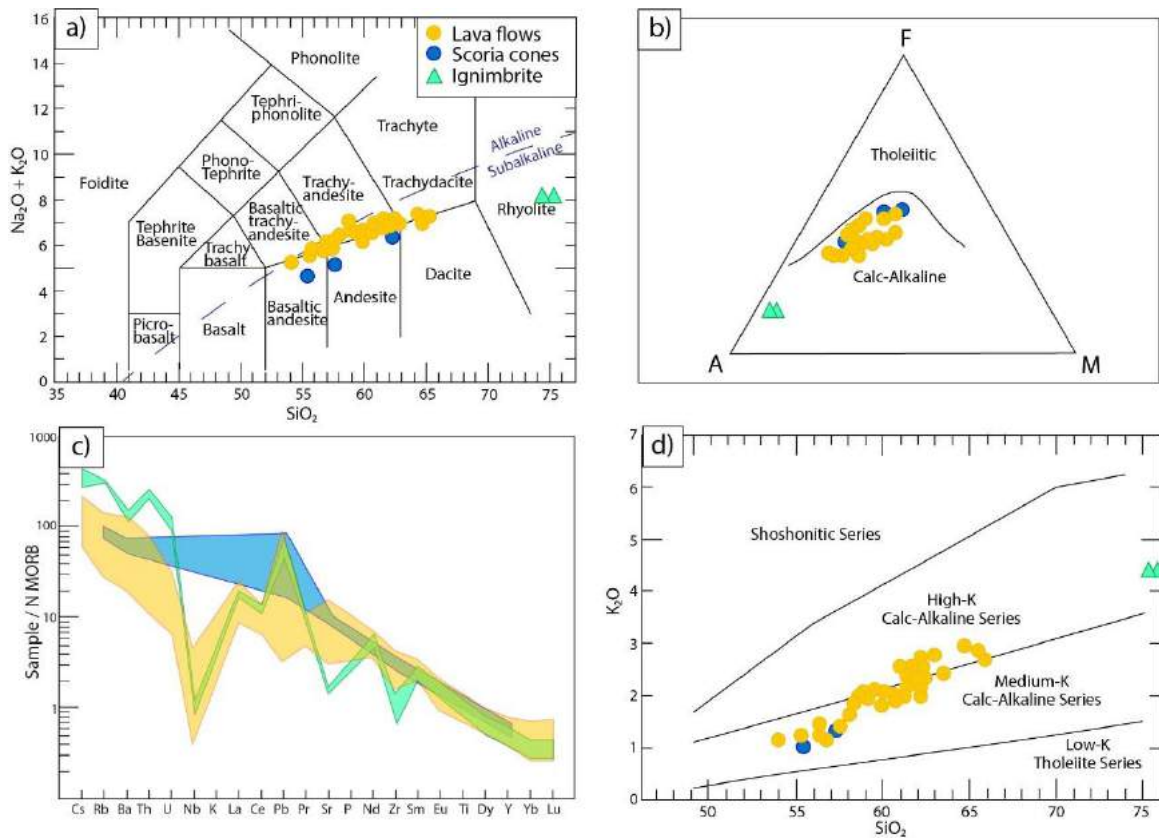 a)
16
14
12
10
8
6
4
2
0
Na₂O + K₂O
35
40
45
50
55
60
65
70
75
SiO₂
Lava flows
Scoria cones
Ignimbrite
Phonolite
Tephri-
phonolite
Trachyte
Alkaline
Subalkaline
Phono-
Tephrite
Foidite
Trachy-
andesite
Trachydacite
Basaltic
trachy-
andesite
Rhyolite
Tephrite
Basenite
Trachy
basalt
Dacite
Andesite
Basaltic
andesite
Basalt
Picro-
basalt
b)
F
Tholeiitic
Calc-Alkaline
A
M
c)
1000
100
10
1
Sample / N MORB
Cs Rb Ba Th U Nb K La Ce Pb Pr Sr P Nd Zr Sm Eu Ti Dy Y Yb Lu
d)
7
6
5
4
3
2
1
0
K₂O
50
55
60
65
70
75
SiO₂
Shoshonitic Series
High-K
Calc-Alkaline Series
Medium-K
Calc-Alkaline Series
Low-K
Tholeiite Series